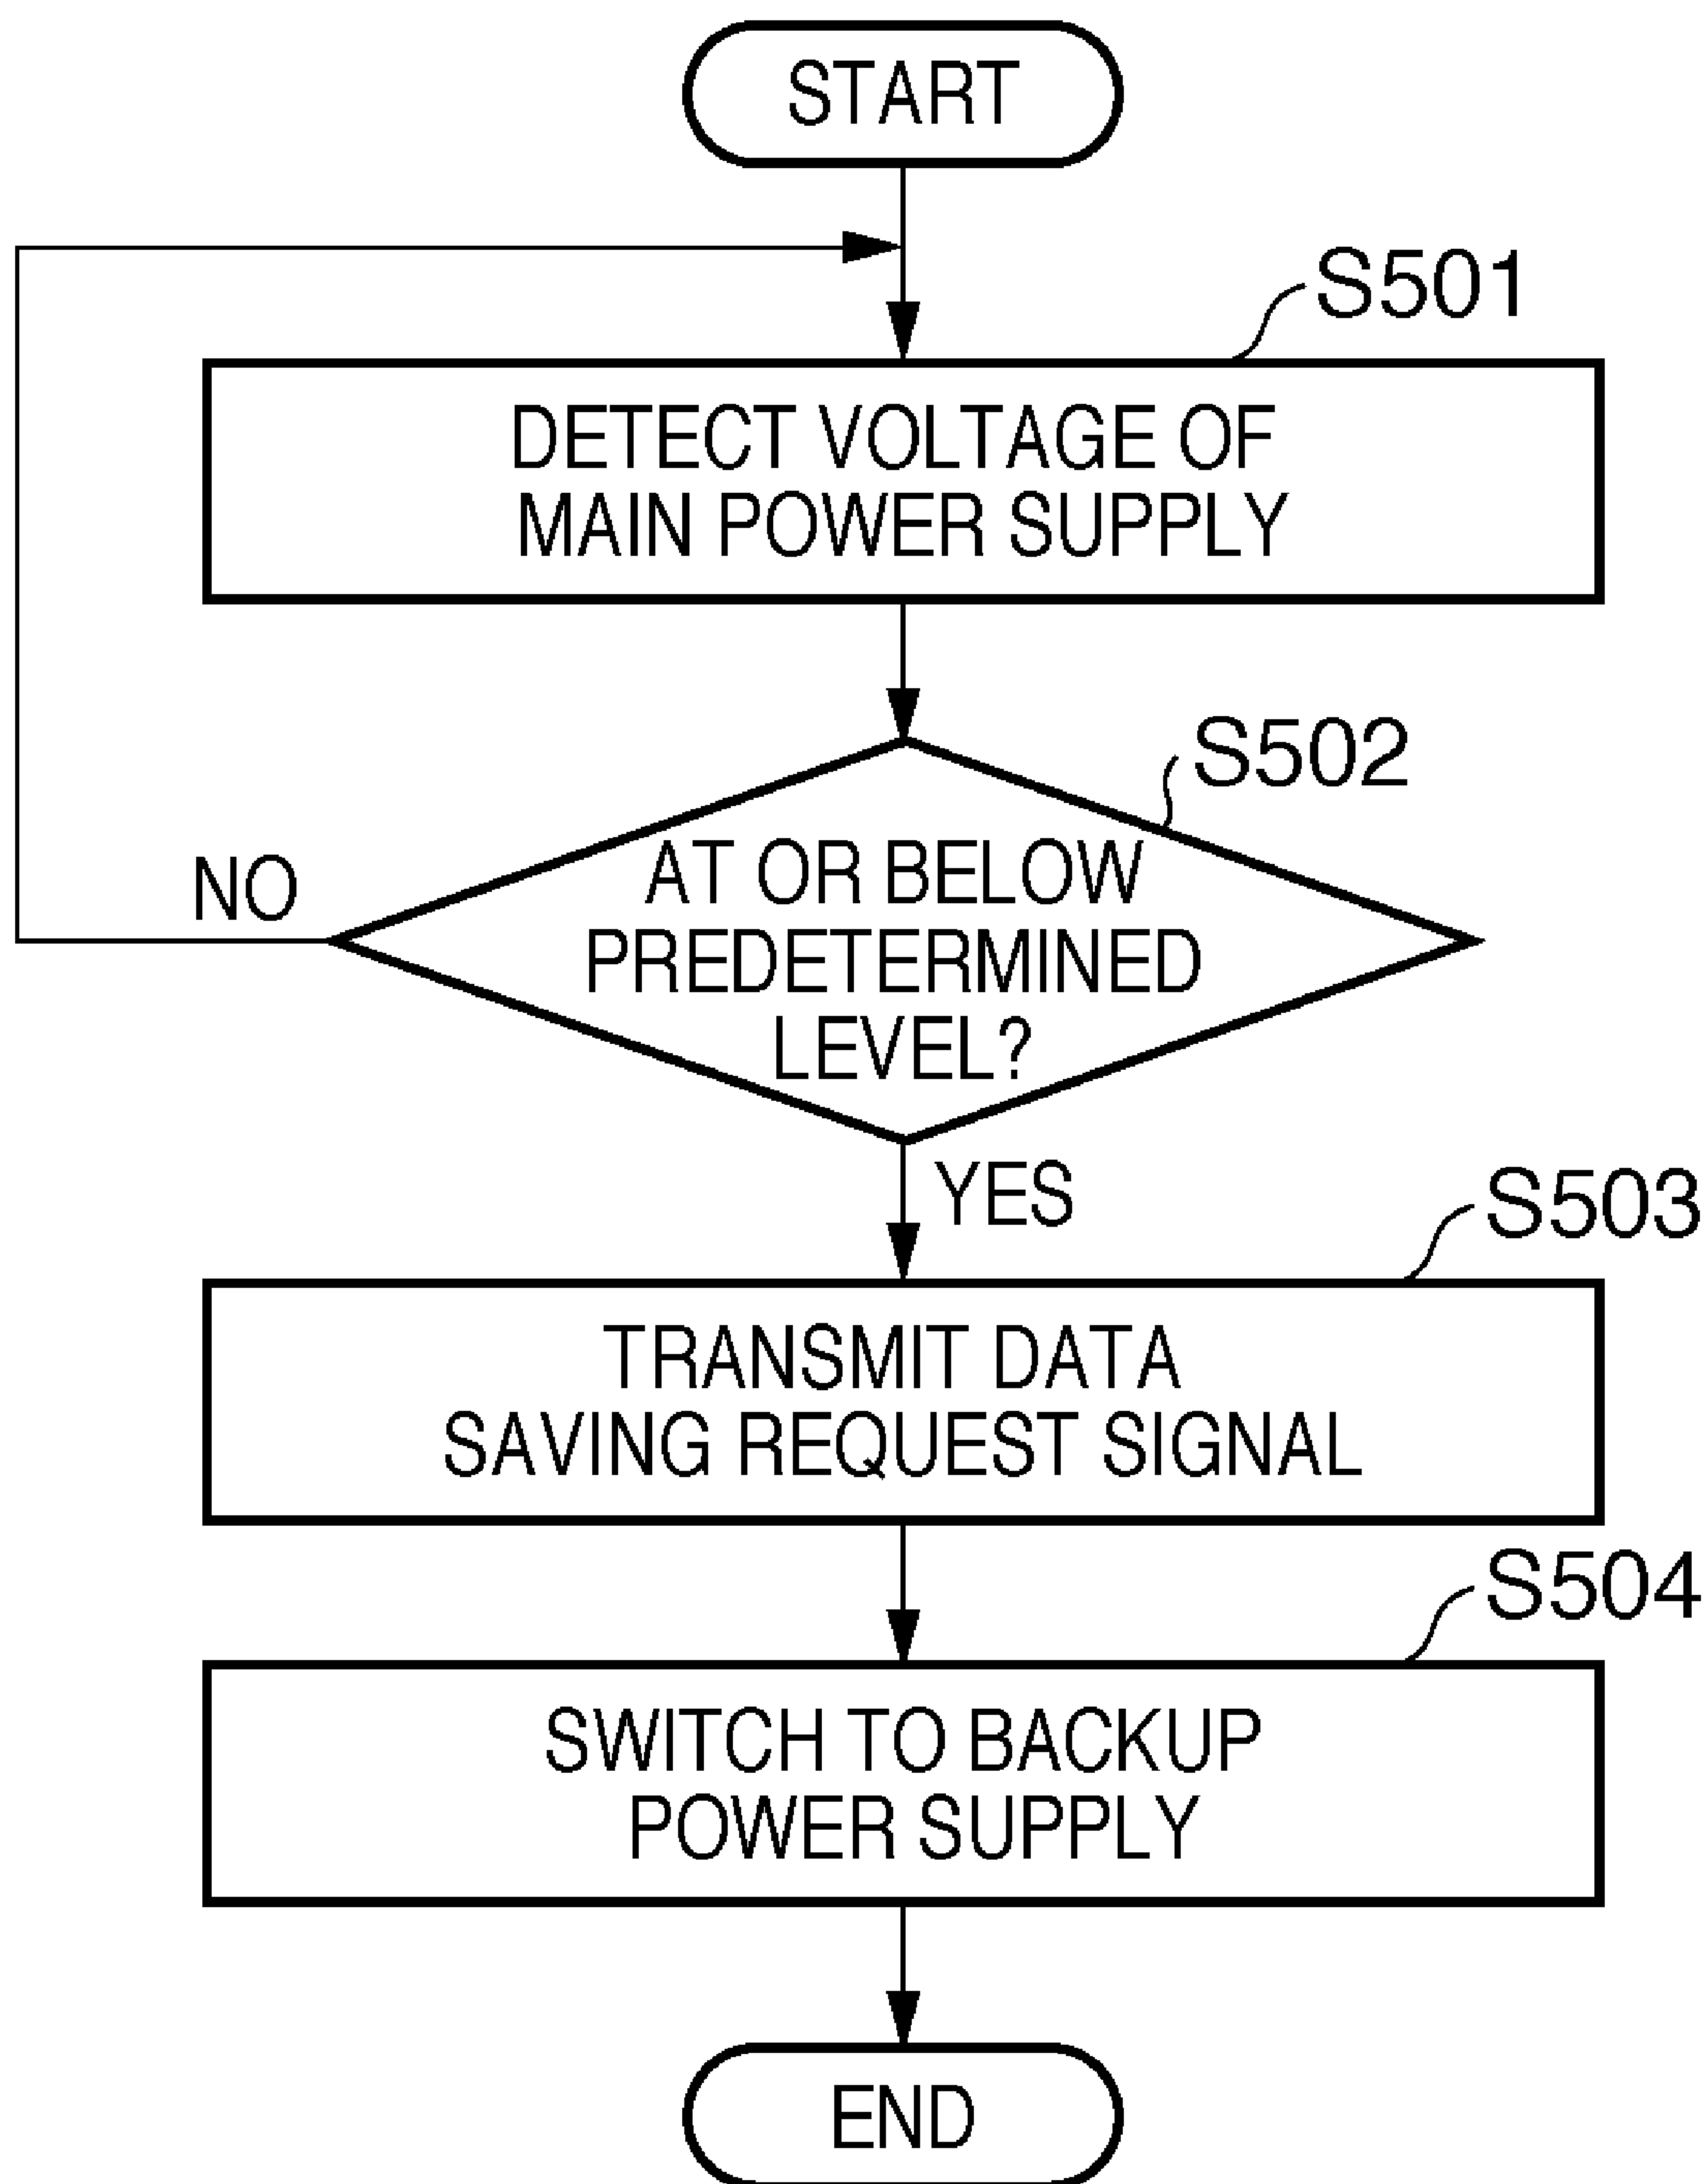 START
S501
DETECT VOLTAGE OF
MAIN POWER SUPPLY
S502
AT OR BELOW
PREDETERMINED
LEVEL?
NO
YES
S503
TRANSMIT DATA
SAVING REQUEST SIGNAL
S504
SWITCH TO BACKUP
POWER SUPPLY
END